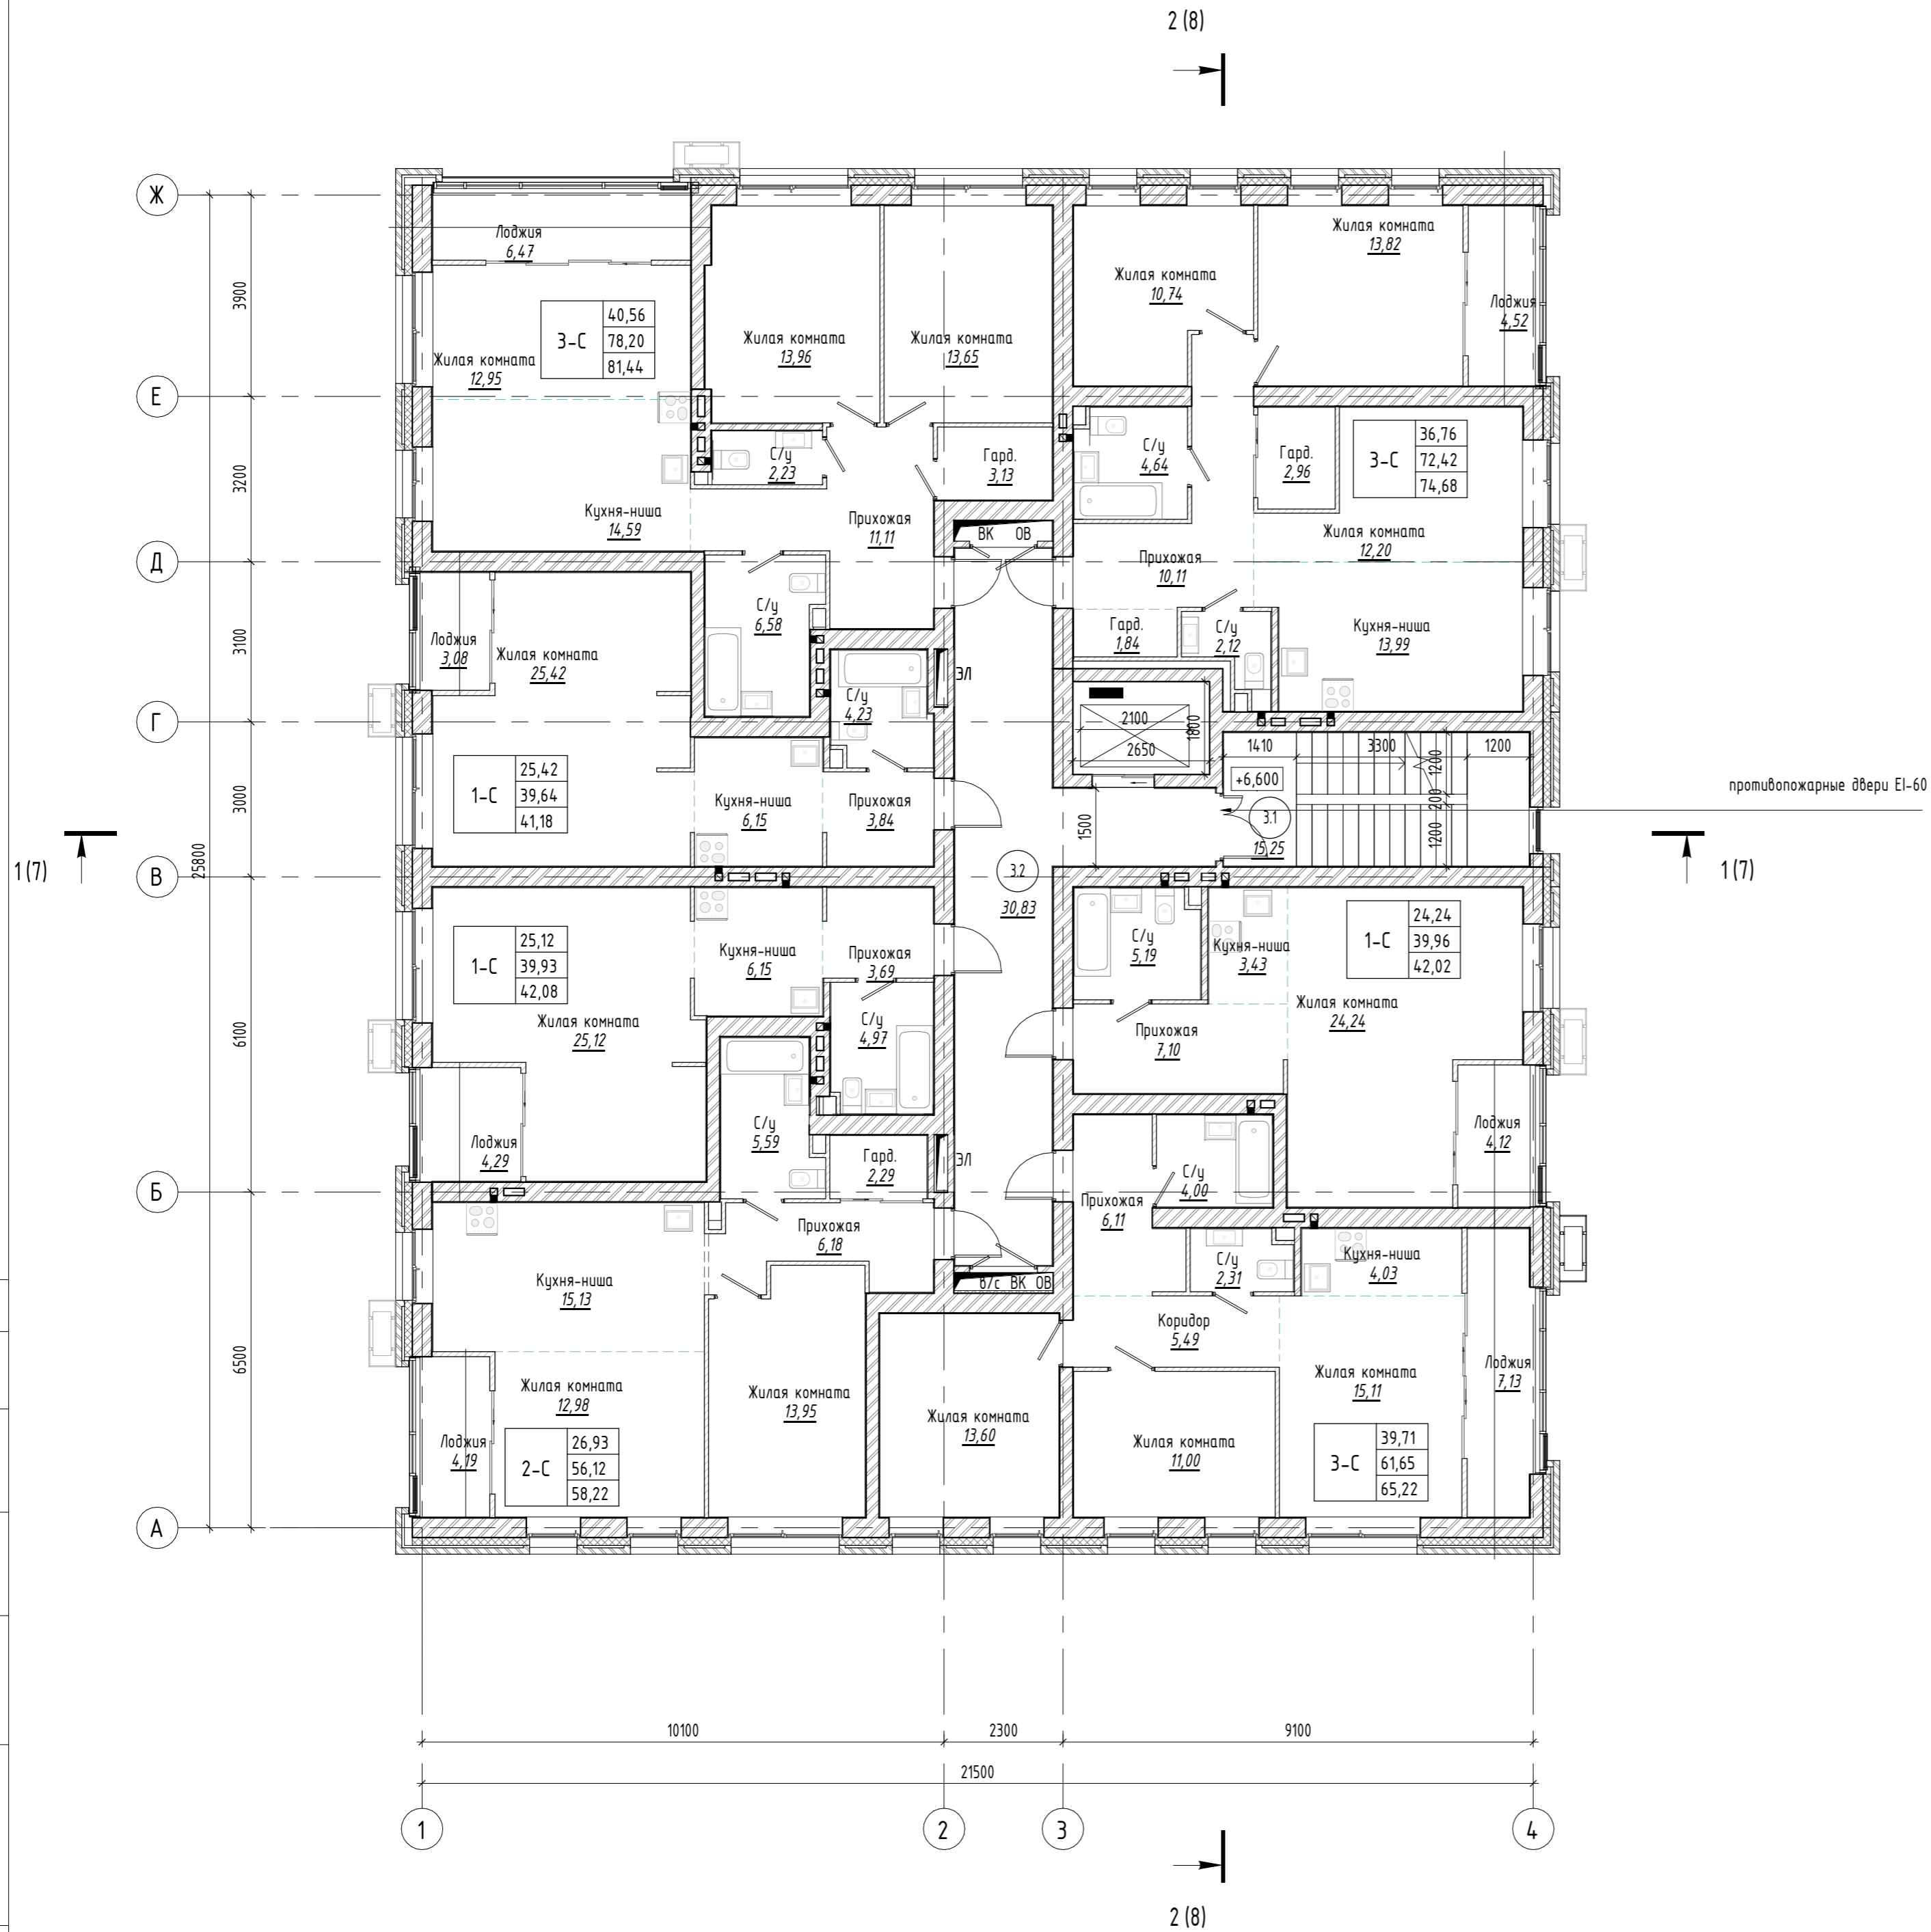 2 (8)
Ж
Е
Д
Г
В
Б
А
3900
3200
3100
3000
6100
6500
25800
1 (7)
Лоджия
6,47
3-С
40,56
78,20
81,44
Жилая комната
12,95
Жилая комната
13,96
Жилая комната
13,65
Жилая комната
10,74
Жилая комната
13,82
Лоджия
4,52
С/у
2,23
Гард.
3,13
С/у
4,64
Гард.
2,96
3-С
36,76
72,42
74,68
Кухня-ниша
14,59
Прихожая
11,11
ВК ОВ
Жилая комната
12,20
Прихожая
10,11
С/у
6,58
Гард.
1,84
С/у
2,12
Кухня-ниша
13,99
Лоджия
3,08
Жилая комната
25,42
ЭЛ
С/у
4,23
2100
1800
2650
1410
3300
1200
+6,600
1200
200
1200
противопожарные двери EI-60
1-С
25,42
39,64
41,18
Кухня-ниша
6,15
Прихожая
3,84
1500
3.1
15,25
1 (7)
3.2
30,83
1-С
25,12
39,93
42,08
Кухня-ниша
6,15
Прихожая
3,69
С/у
5,19
Кухня-ниша
3,43
1-С
24,24
39,96
42,02
Жилая комната
25,12
С/у
4,97
Прихожая
7,10
Жилая комната
24,24
Лоджия
4,29
С/у
5,59
Гард.
2,29
ЭЛ
С/у
4,00
Лоджия
4,12
Прихожая
6,18
Прихожая
6,11
Кухня-ниша
15,13
в/с ВК ОВ
С/у
2,31
Кухня-ниша
4,03
Коридор
5,49
Жилая комната
12,98
Жилая комната
13,95
Жилая комната
13,60
Жилая комната
11,00
Жилая комната
15,11
Лоджия
7,13
Лоджия
4,19
2-С
26,93
56,12
58,22
3-С
39,71
61,65
65,22
10100
2300
9100
21500
1
2
3
4
2 (8)